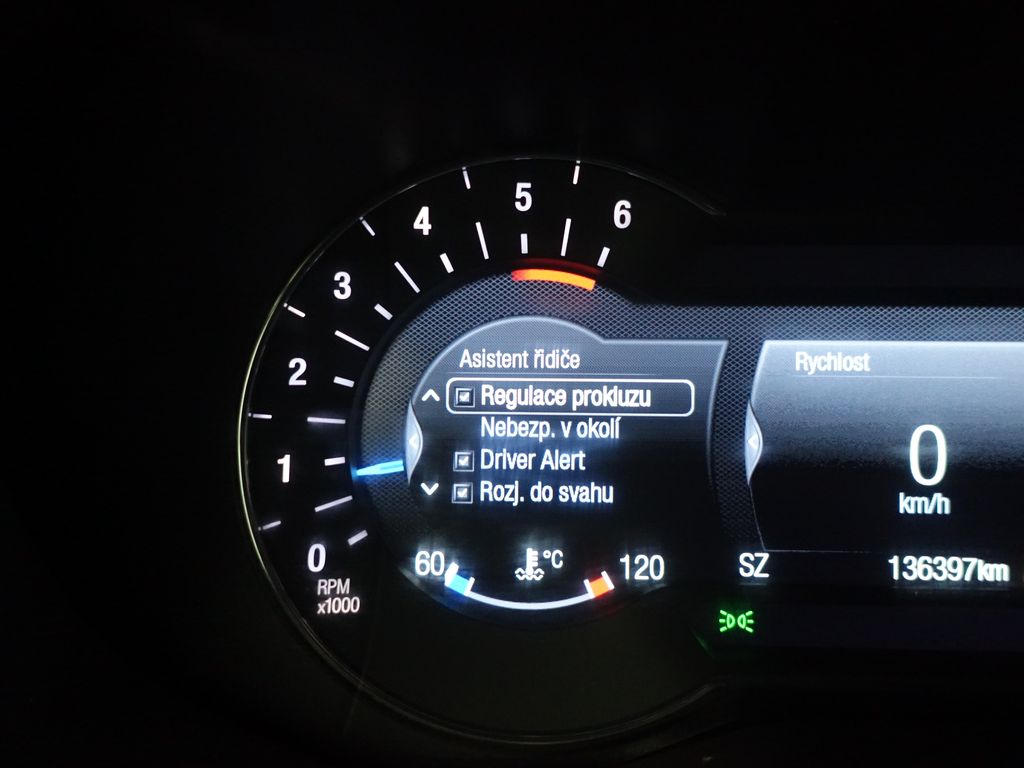 6
5
4
3
2
1
0
RPM
x1000
Asistent řidiče
Regulace prokluzu
Nebezp. v okolí
Driver Alert
Rozj. do svahu
60 °C 120
Rychlost
0
km/h
SZ 136397km